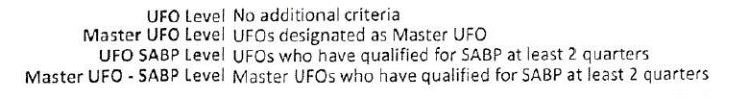 UFO Level No additional criteria
Master UFO Level UFOs designated as Master UFO
UFO SABP Level UFOs who have qualified for SABP at least 2 quarters
Master UFO - SABP Level Master UFOs who have qualified for SABP at least 2 quarters